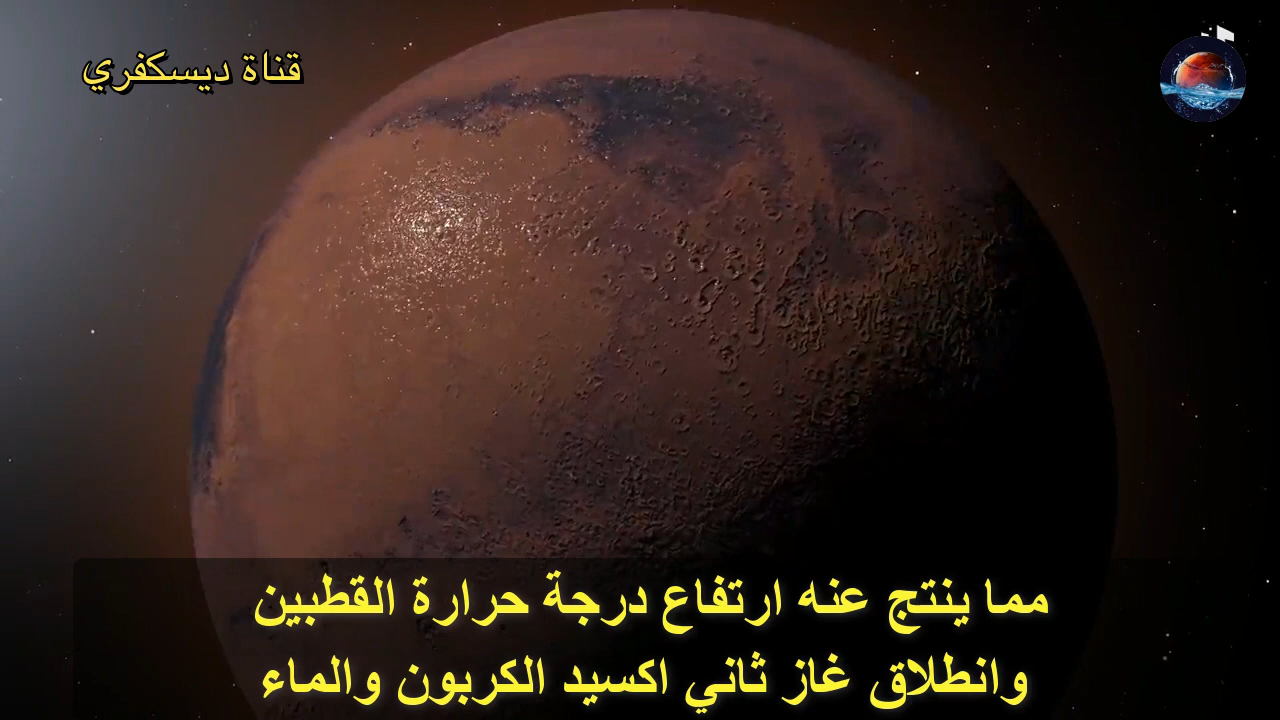 قناة ديسكفري
مما ينتج عنه ارتفاع درجة حرارة القطبين
وانطلاق غاز ثاني اكسيد الكربون والماء